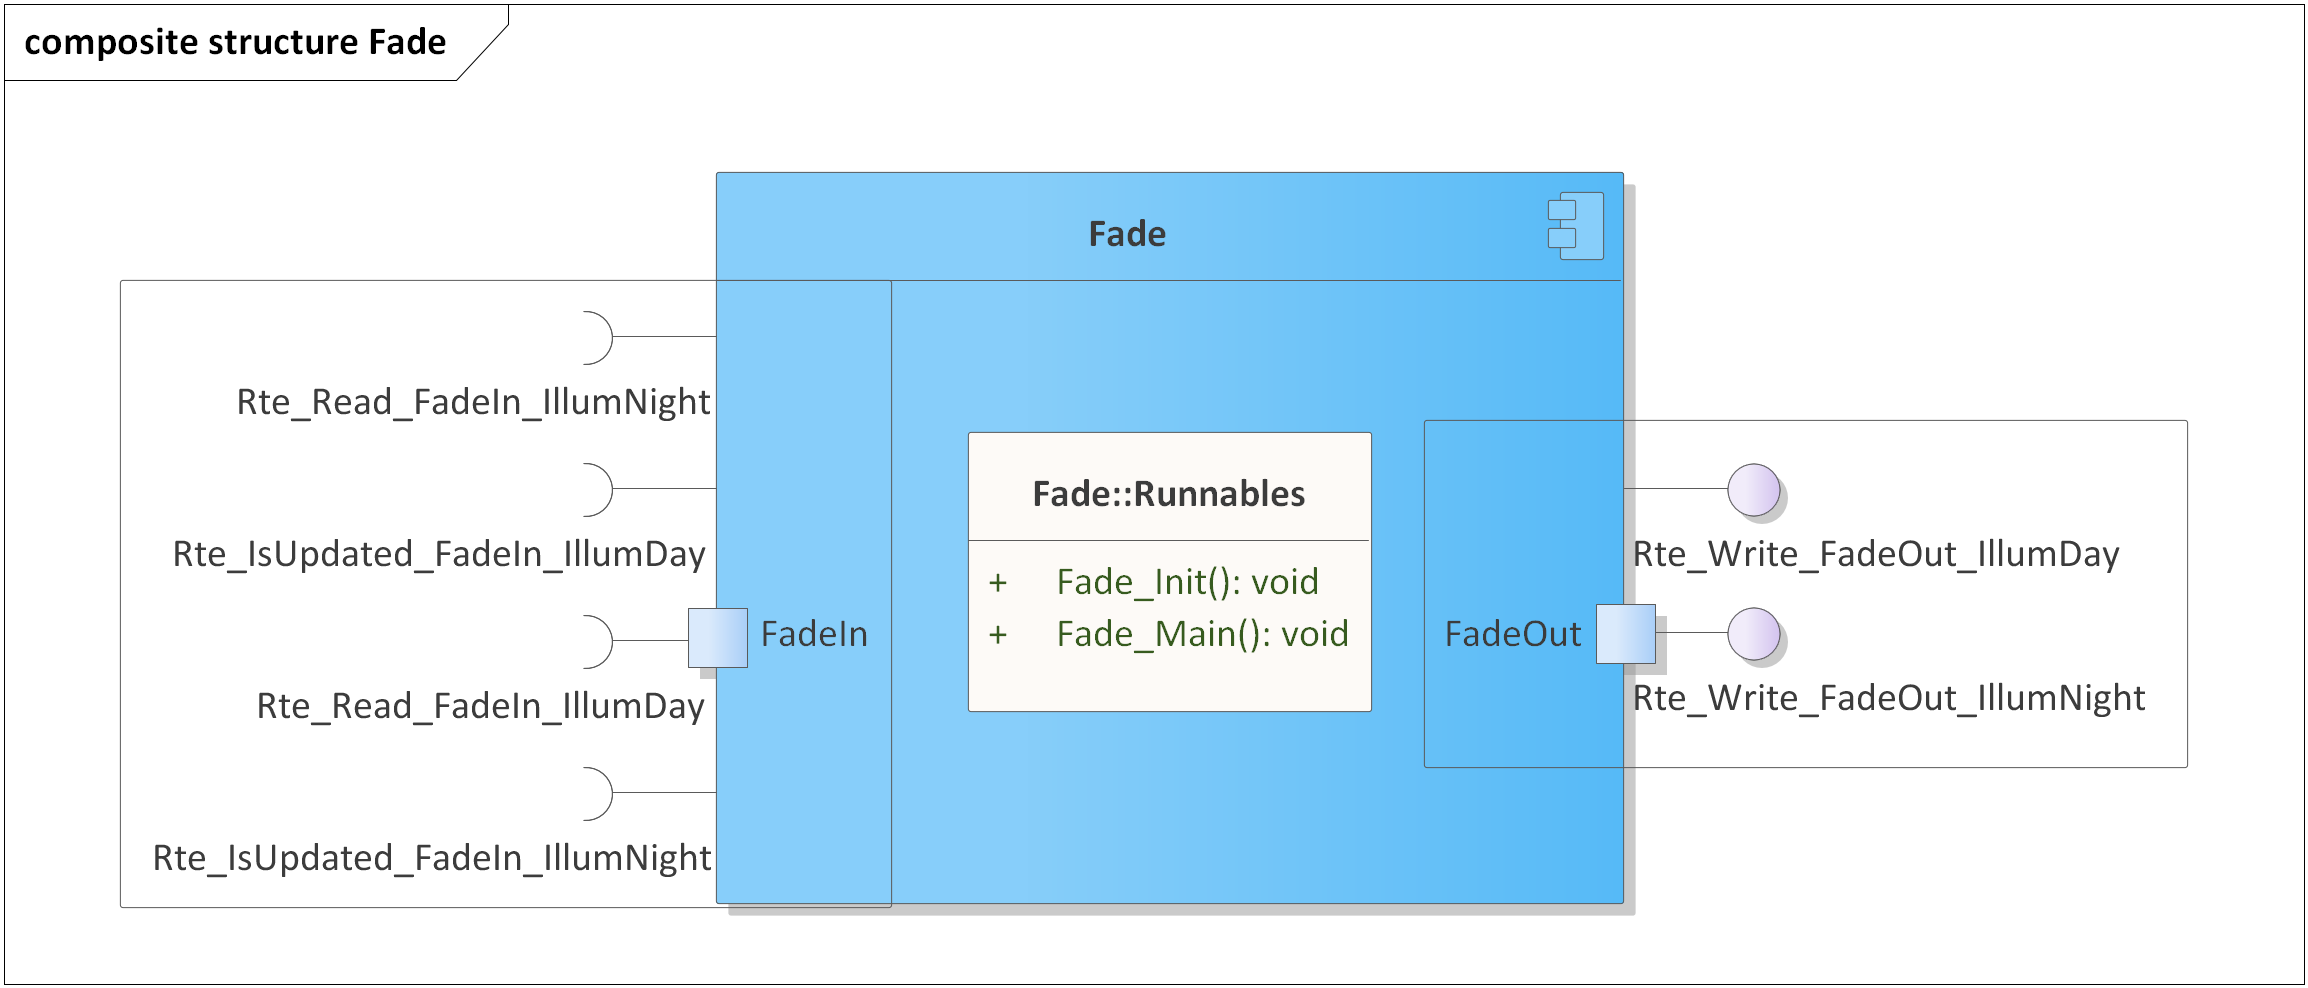 composite structure Fade
Fade
Rte_Read_FadeIn_IllumNight
Rte_IsUpdated_FadeIn_IllumDay
FadeIn
Rte_Read_FadeIn_IllumDay
Rte_IsUpdated_FadeIn_IllumNight
Fade::Runnables
+ Fade_Init(): void
+ Fade_Main(): void
Rte_Write_FadeOut_IllumDay
FadeOut
Rte_Write_FadeOut_IllumNight